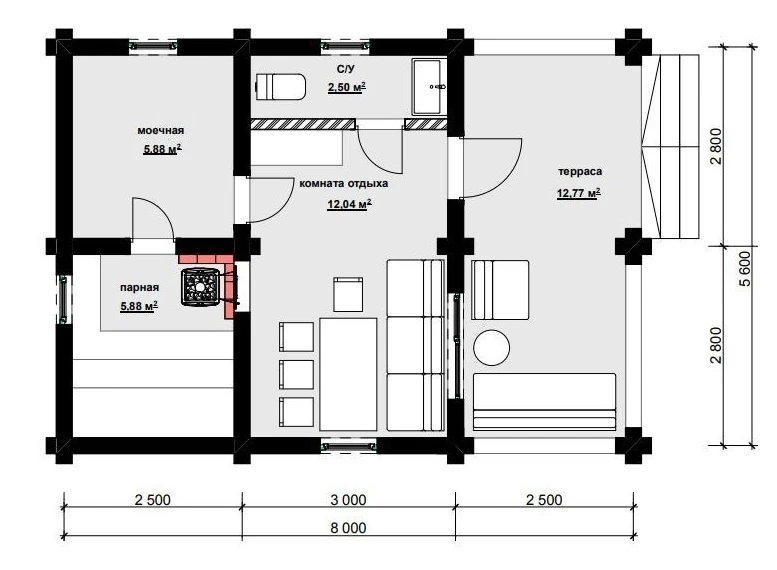 С/У
2,50 м²
моечная
5,88 м²
терраса
12,77 м²
комната отдыха
12,04 м²
парная
5,88 м²
2 800
2 800
5 600
2 500
3 000
2 500
8 000